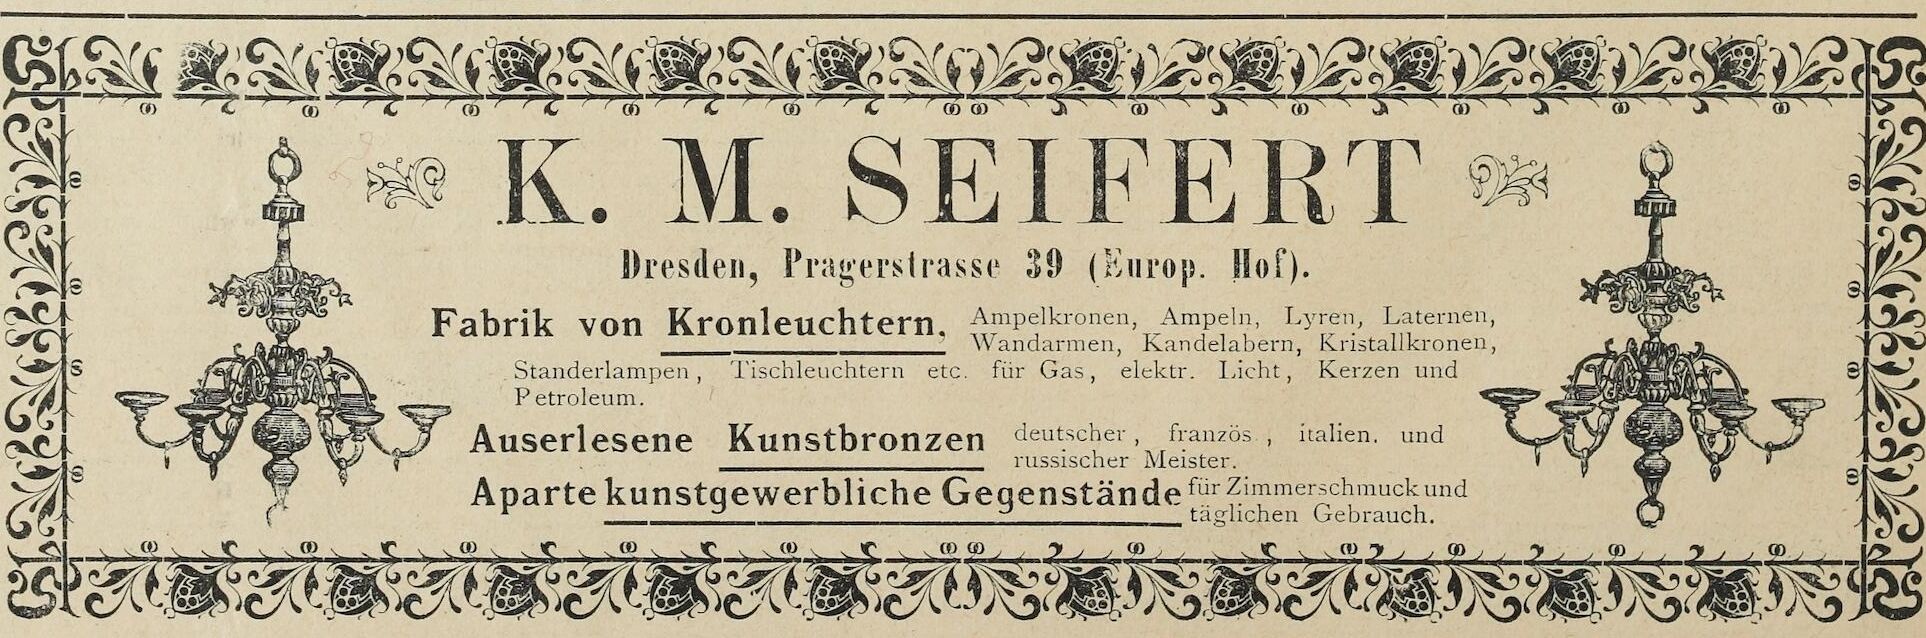 K. M. SEIFERT
Dresden, Pragerstrasse 39 (Europ. Hof).
Fabrik von Kronleuchtern, Ampelkronen, Ampeln, Lyren, Laternen,
Wandarmen, Kandelabern, Kristallkronen,
Standerlampen, Tischleuchtern etc. für Gas, elektr. Licht, Kerzen und
Petroleum.
Auserlesene Kunstbronzen deutscher, französ., italien. und
russischer Meister.
Aparte kunstgewerbliche Gegenstände für Zimmerschmuck und
täglichen Gebrauch.